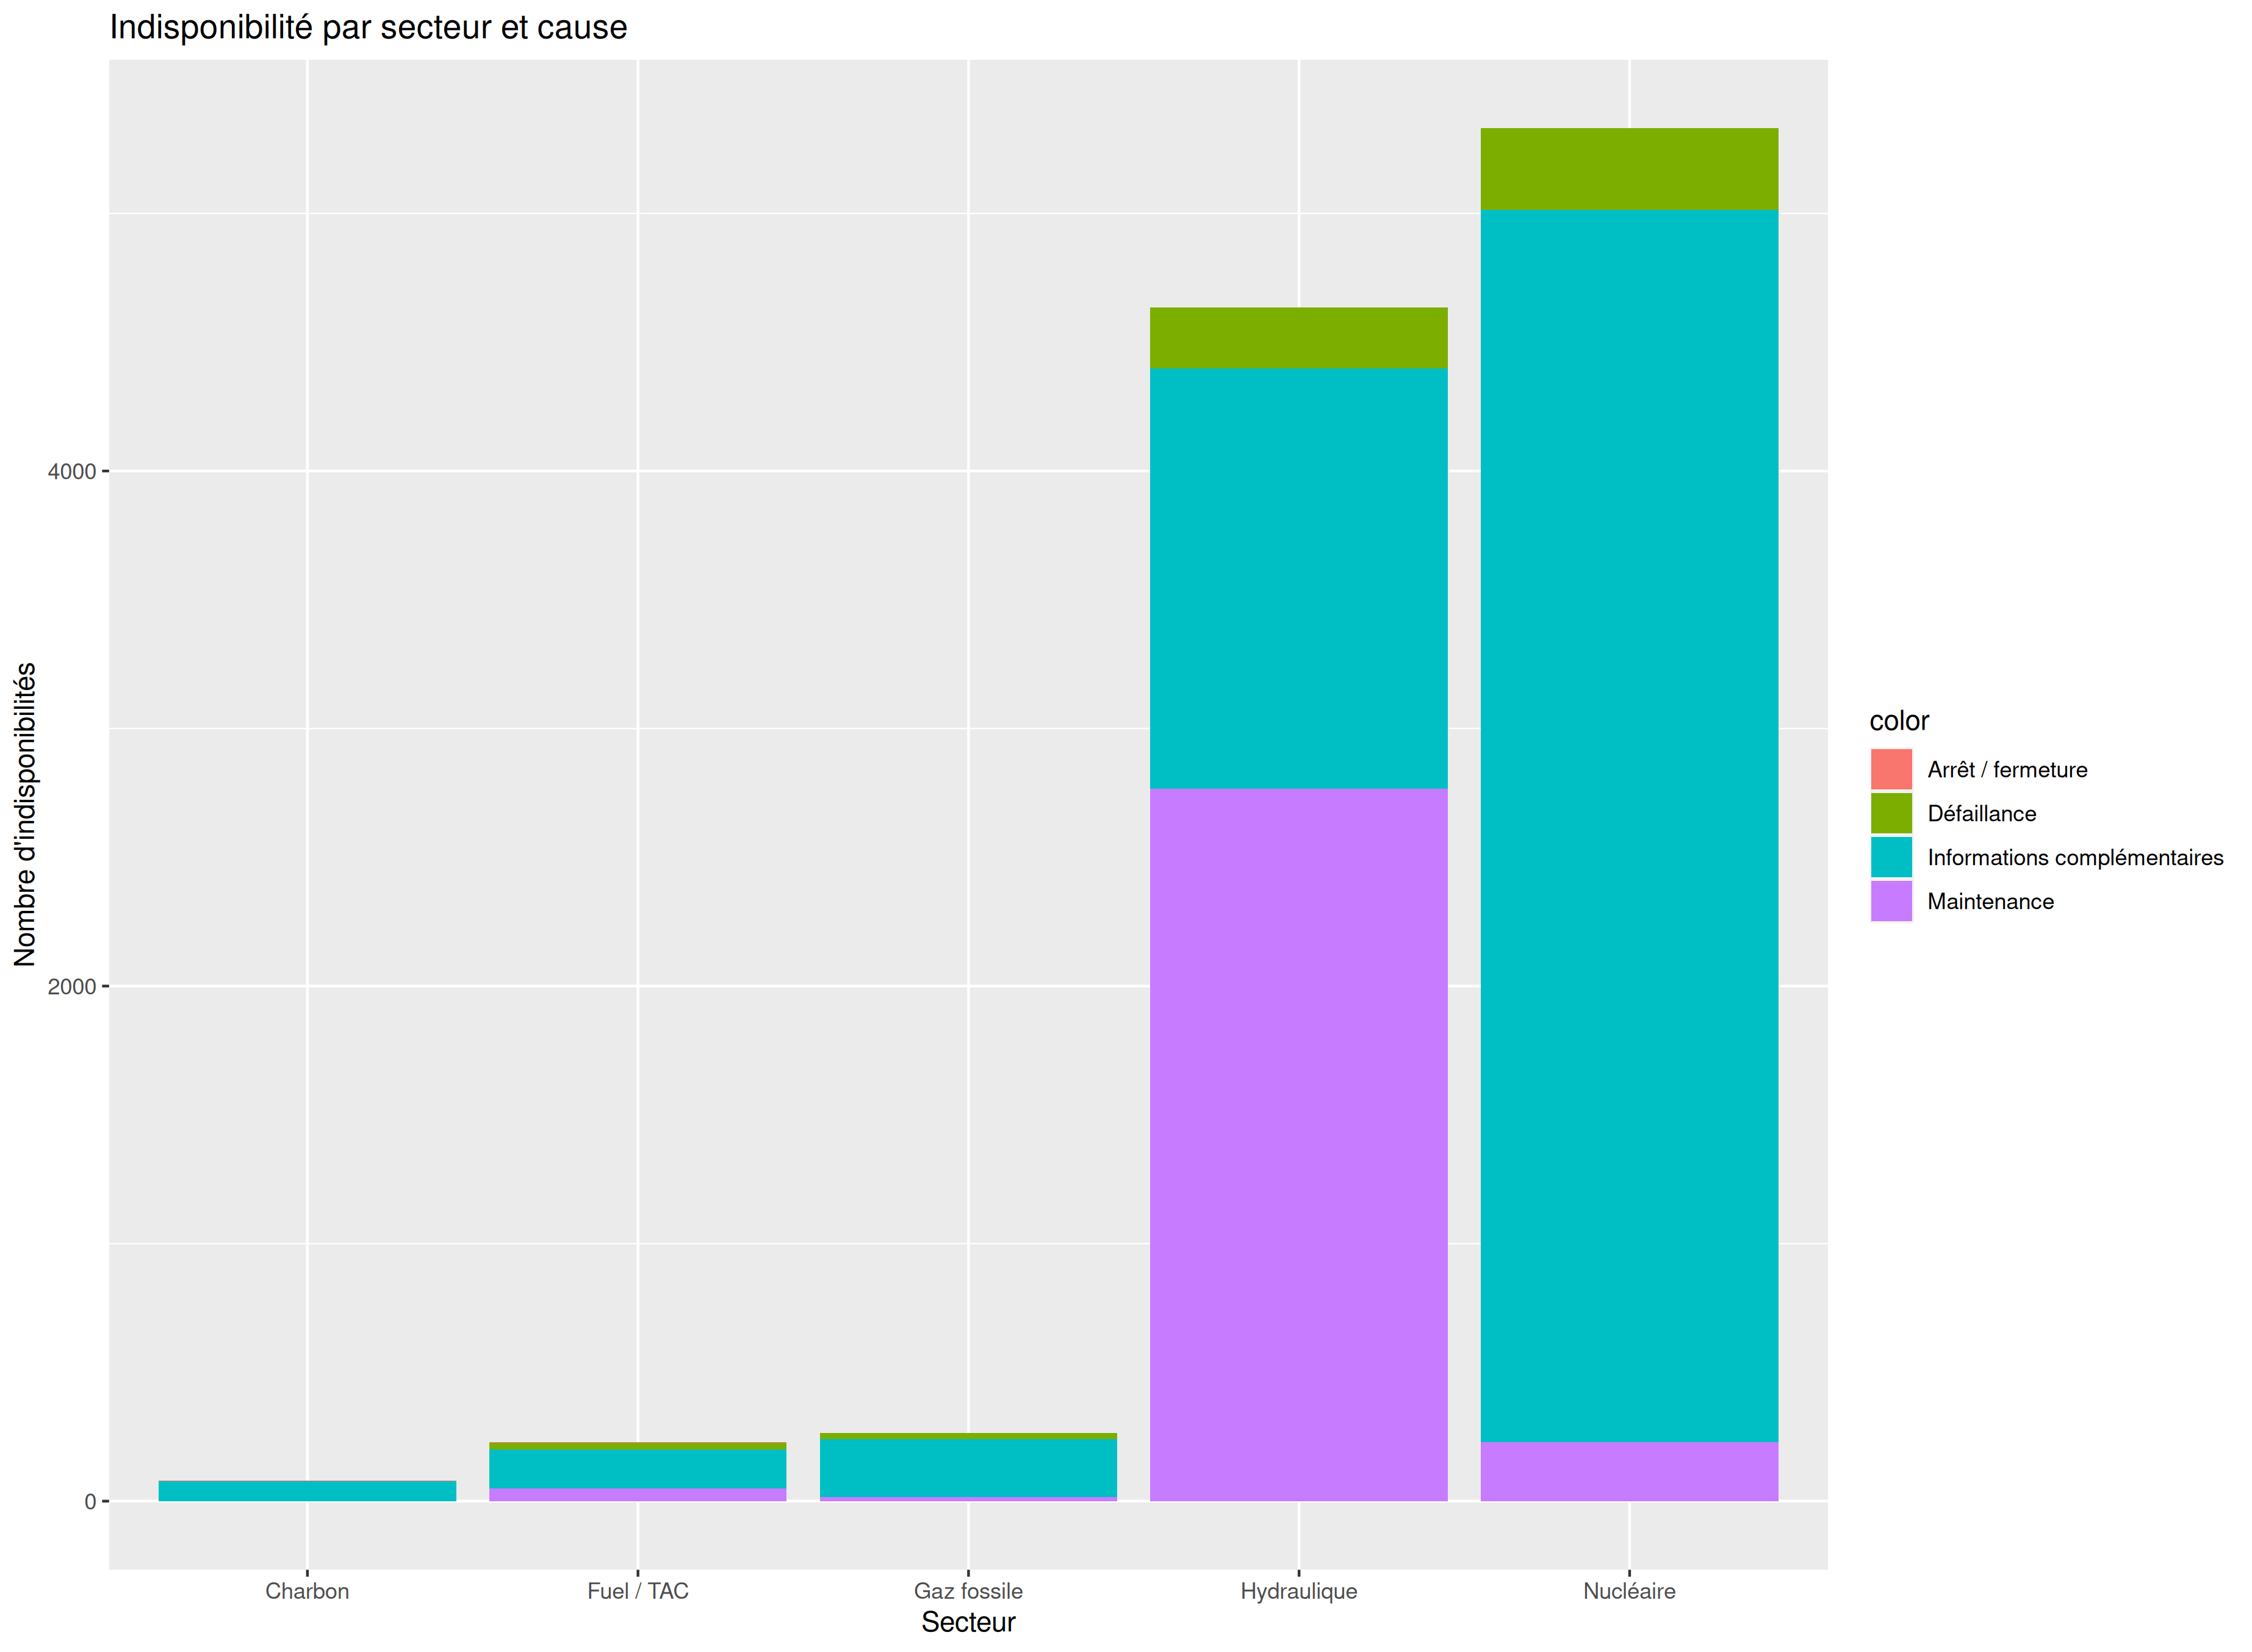 Indisponibilité par secteur et cause
Nombre d'indisponibilités
4000
2000
0
Charbon
Fuel / TAC
Gaz fossile
Hydraulique
Nucléaire
Secteur
color
Arrêt / fermeture
Défaillance
Informations complémentaires
Maintenance